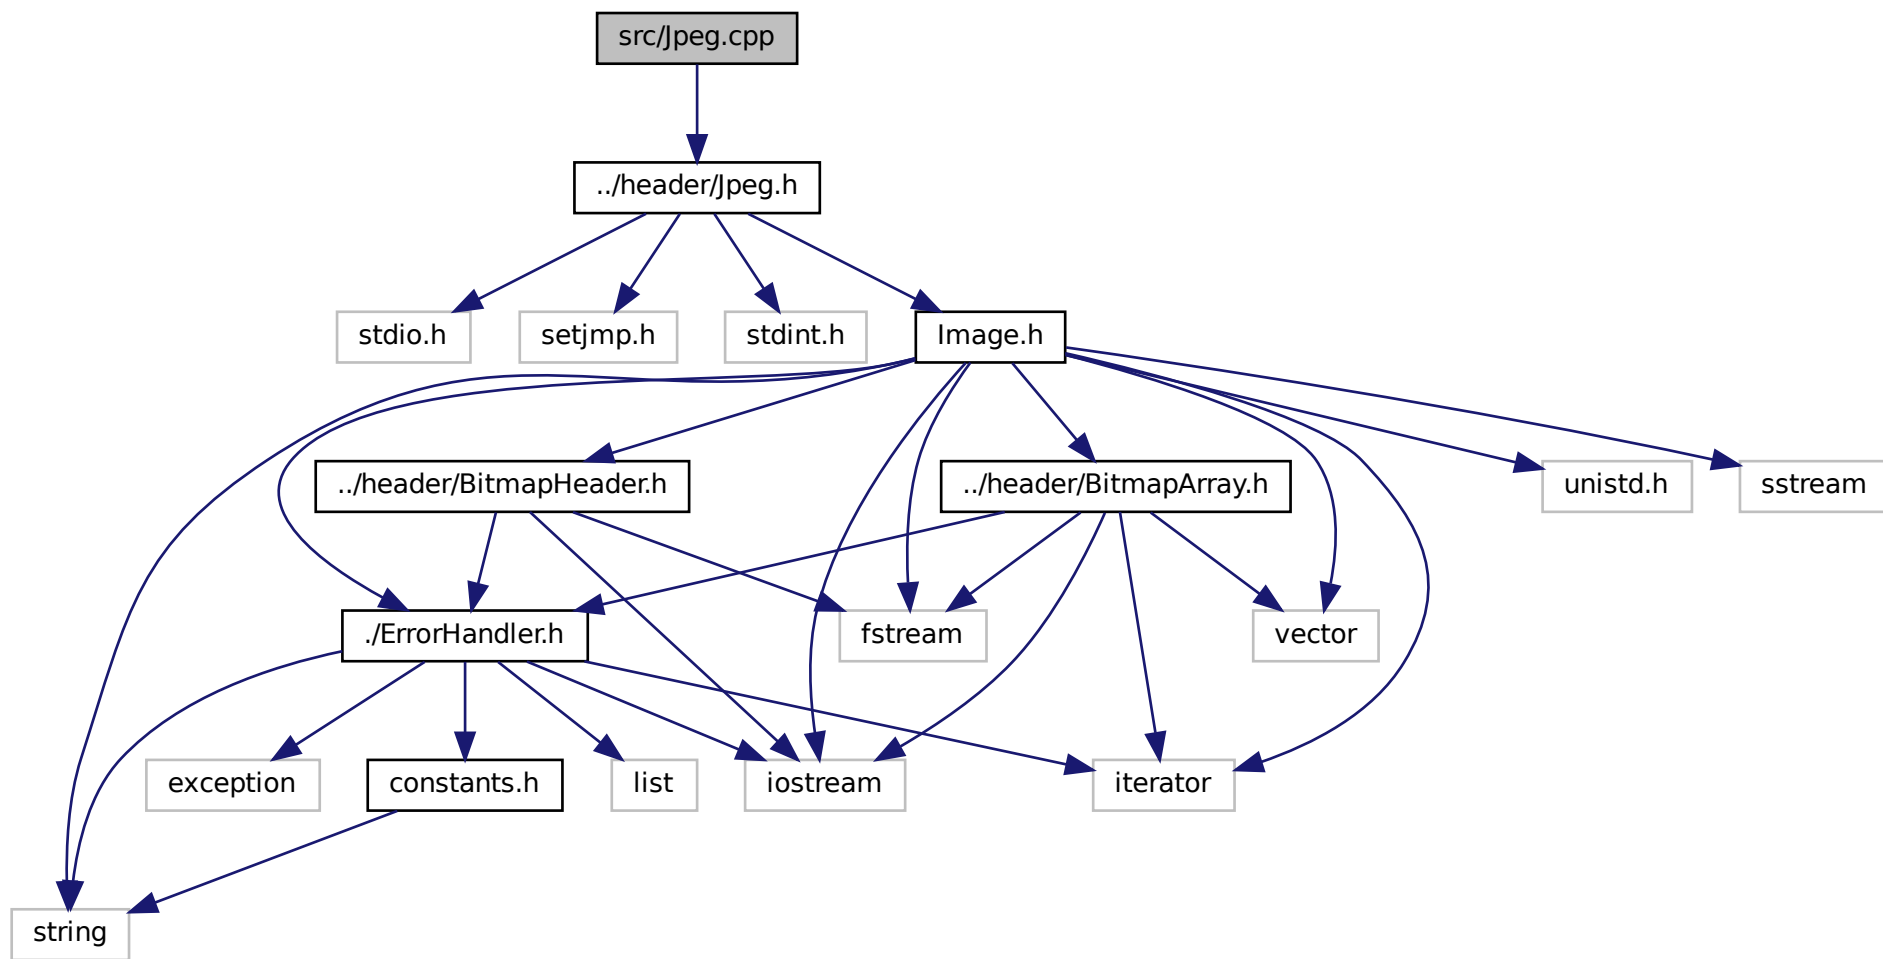 src/Jpeg.cpp
../header/Jpeg.h
stdio.h
setjmp.h
stdint.h
Image.h
../header/BitmapHeader.h
../header/BitmapArray.h
unistd.h
sstream
./ErrorHandler.h
fstream
vector
exception
constants.h
list
iostream
iterator
string